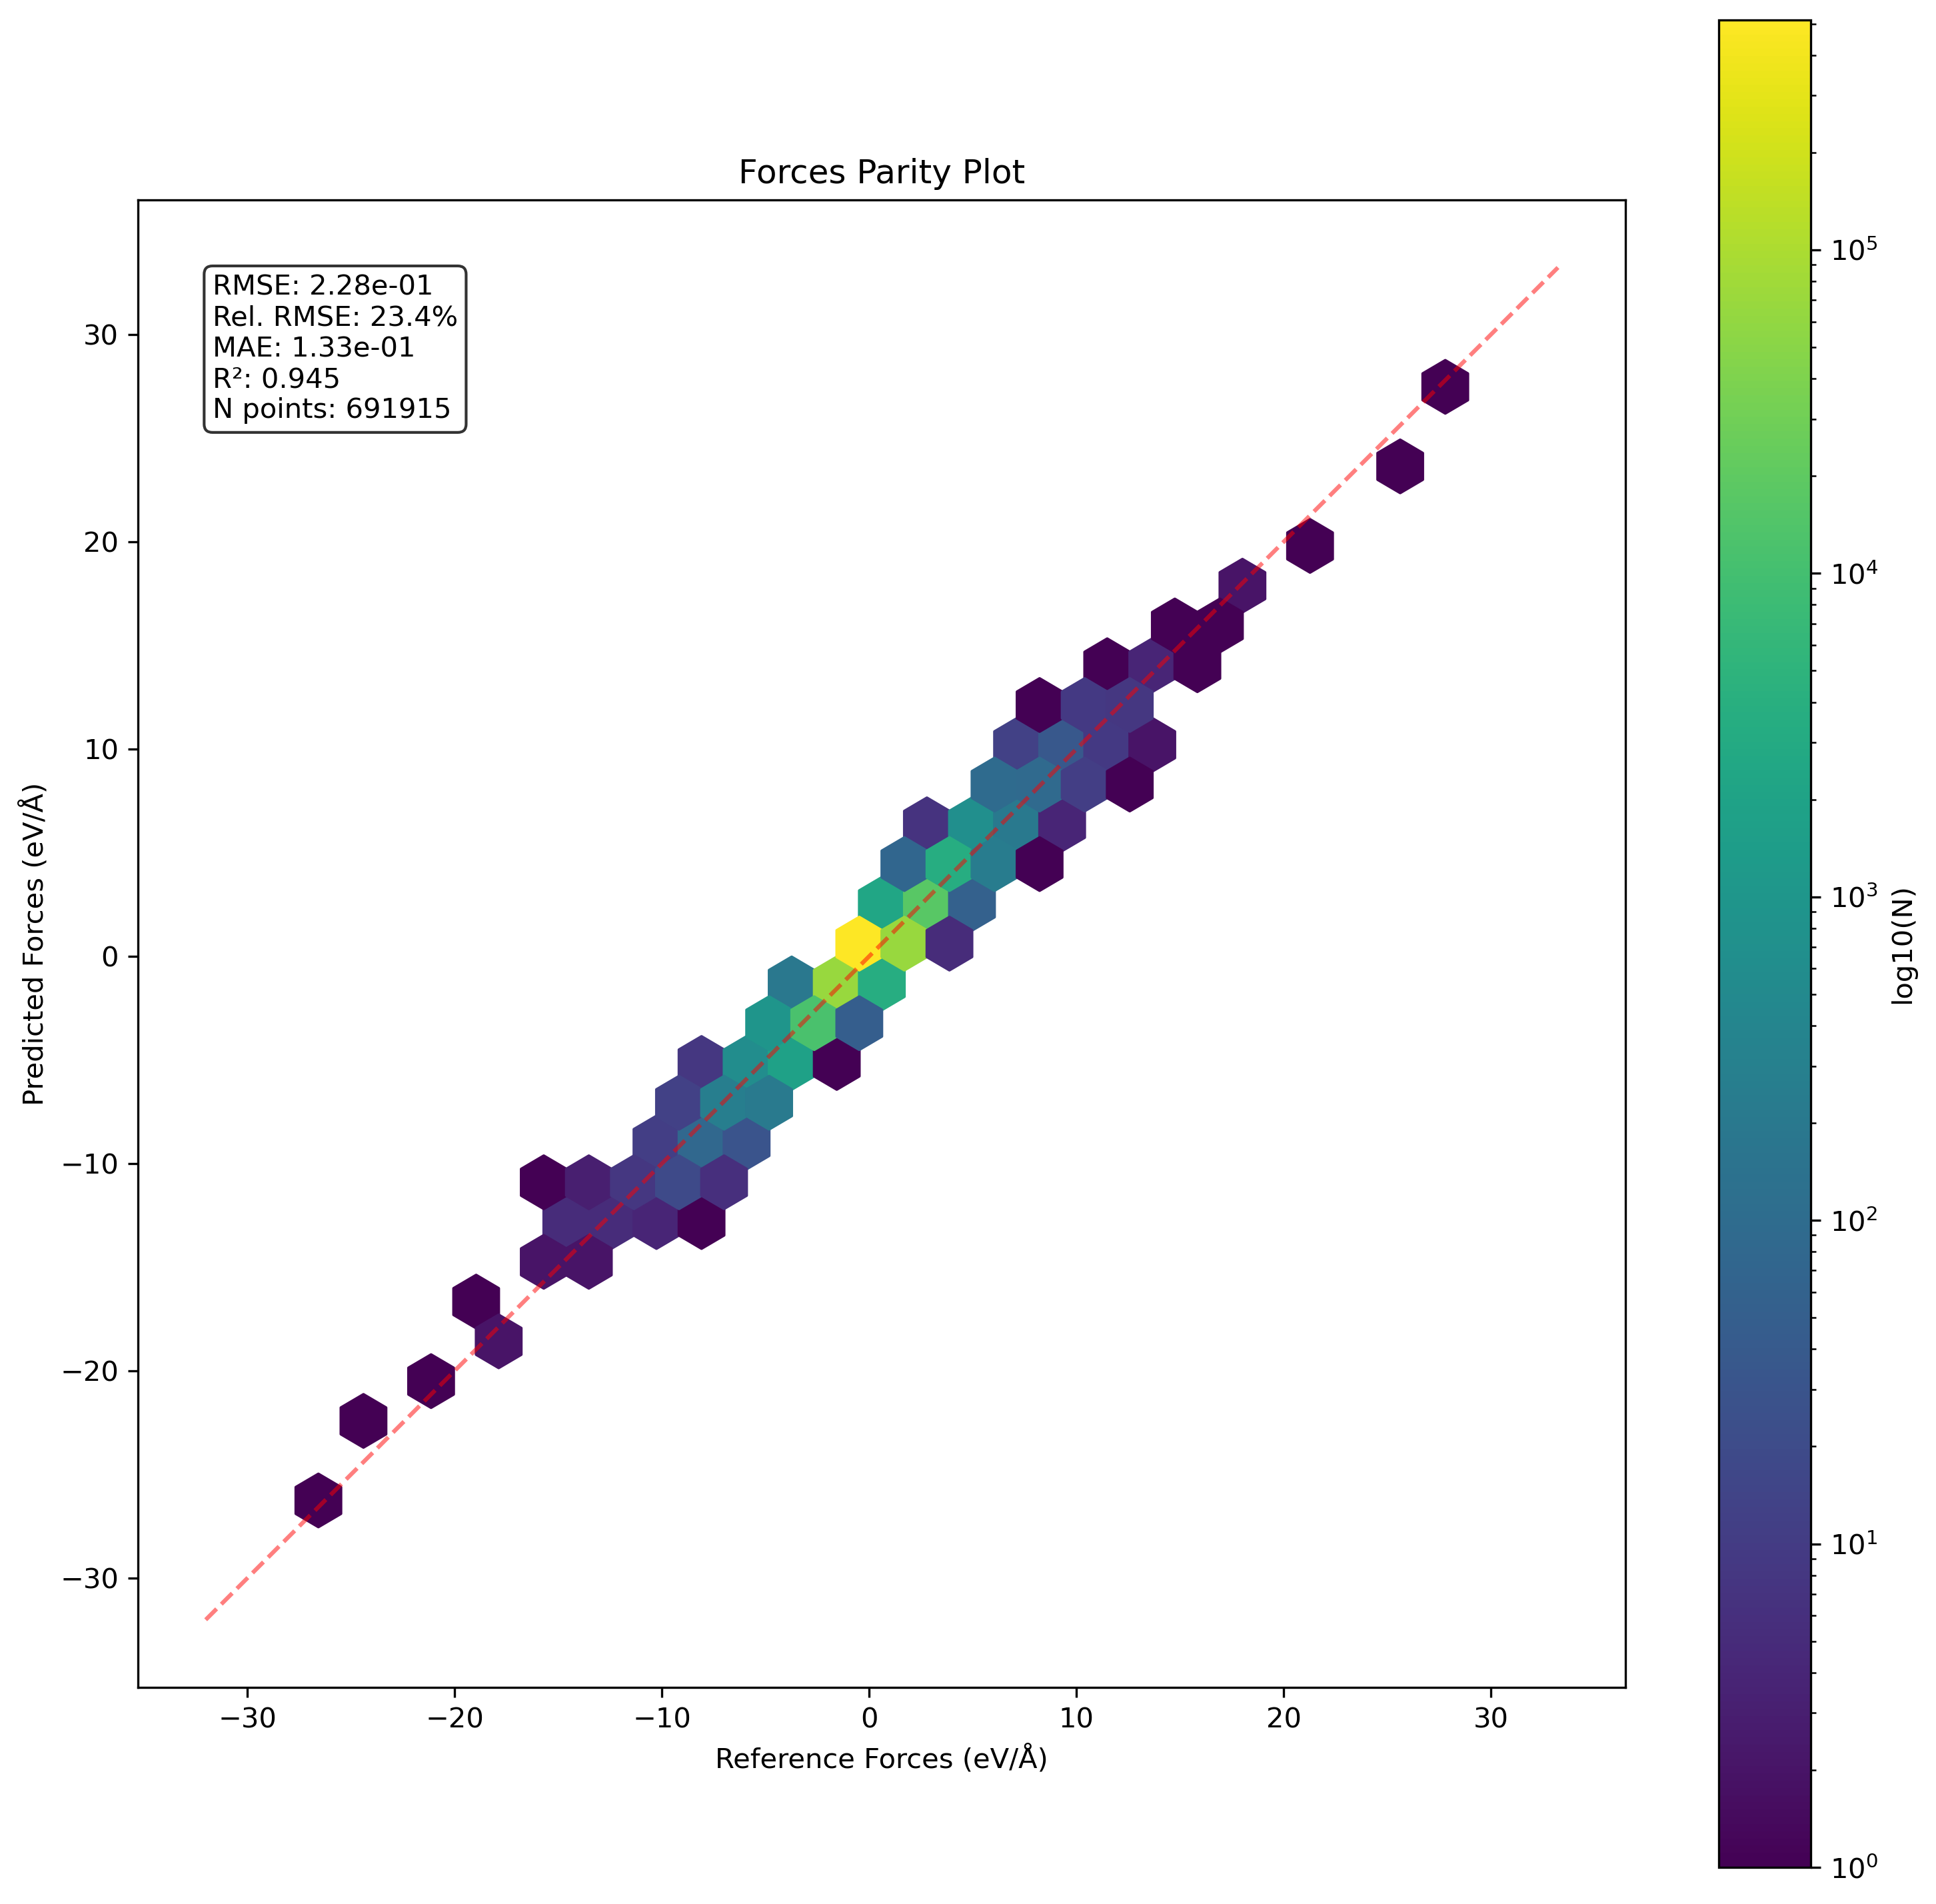 Forces Parity Plot
RMSE: 2.28e-01
Rel. RMSE: 23.4%
MAE: 1.33e-01
R²: 0.945
N points: 691915
Predicted Forces (eV/Å)
30
20
10
0
−10
−20
−30
−30
−20
−10
0
10
20
30
Reference Forces (eV/Å)
10⁵
10⁴
10³
10²
10¹
10⁰
log10(N)